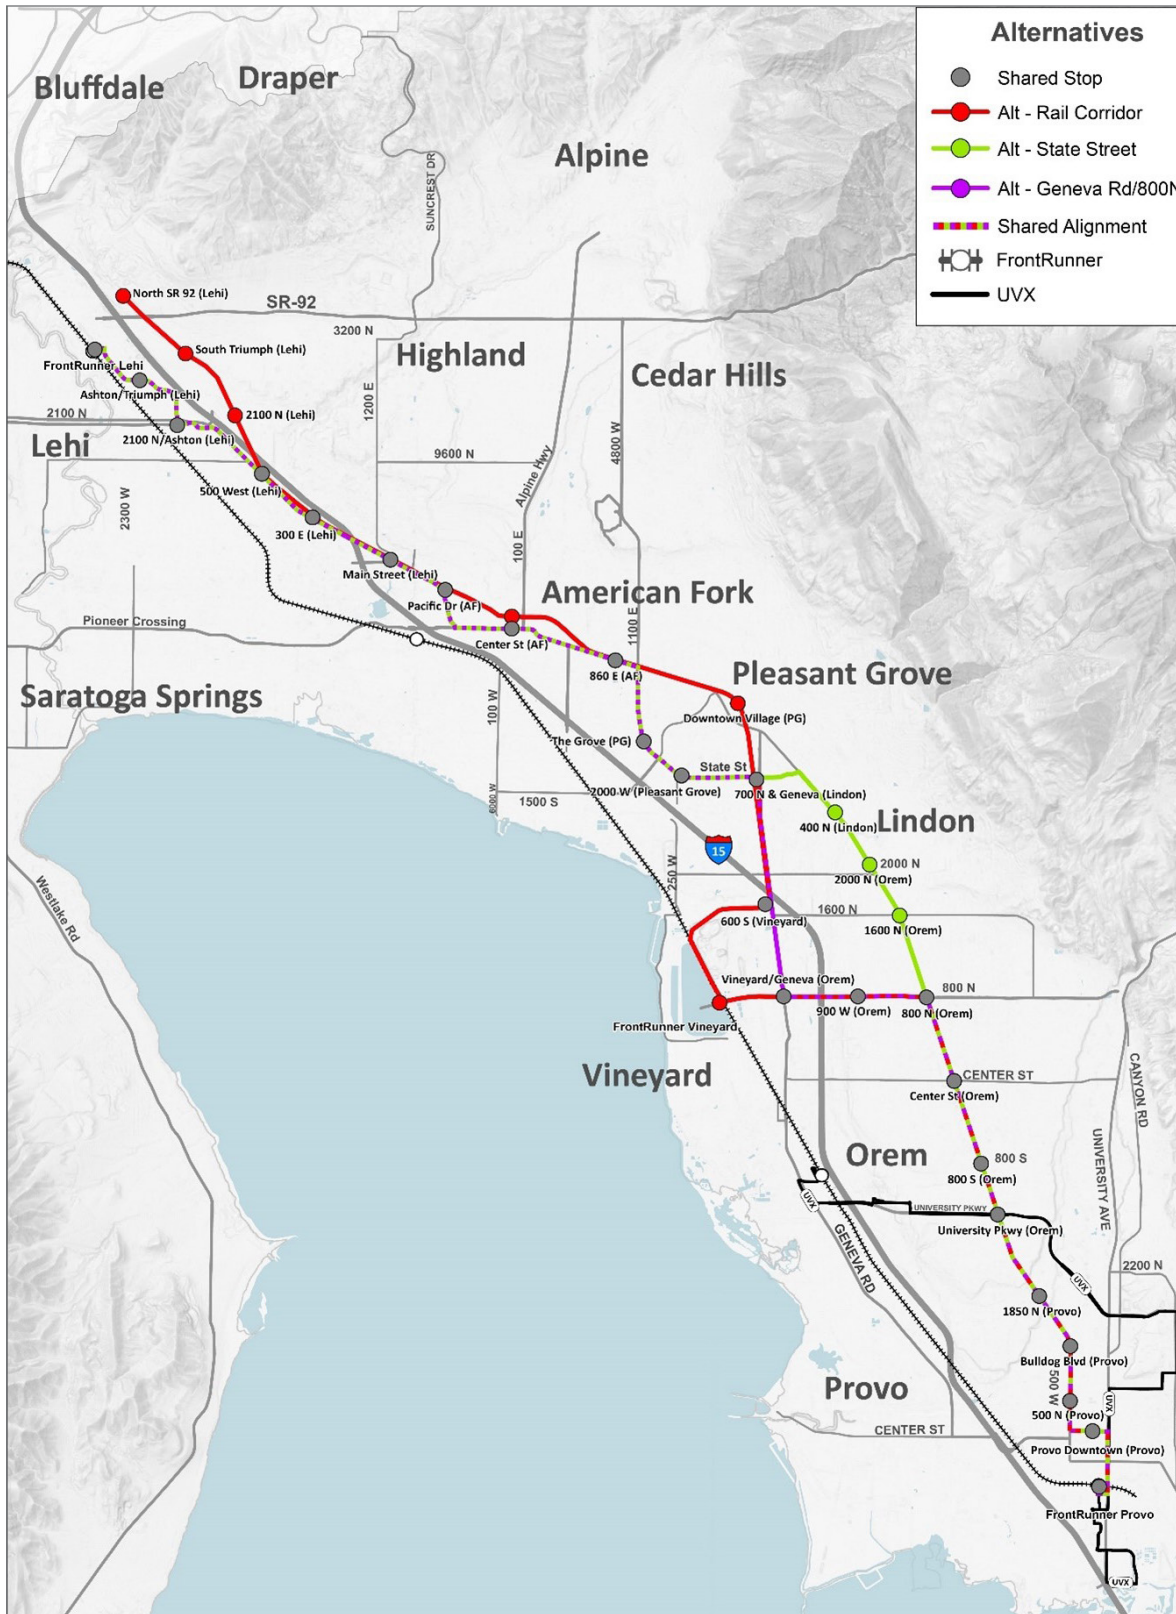 Alternatives
Shared Stop
Alt - Rail Corridor
Alt - State Street
Alt - Geneva Rd/800N
Shared Alignment
FrontRunner
UVX
Bluffdale
Draper
Alpine
SUNCREST DR
North SR 92 (Lehi)
SR-92
3200 N
South Triumph (Lehi)
FrontRunner Lehi
Highland
Cedar Hills
Ashton/Triumph (Lehi)
1200 E
2100 N
2100 N (Lehi)
2100 N/Ashton (Lehi)
Lehi
4800 W
9600 N
Alpine Hwy
500 West (Lehi)
2300 W
300 E (Lehi)
100 E
Main Street (Lehi)
American Fork
Pacific Dr (AF)
Pioneer Crossing
Center St (AF)
1100 E
860 E (AF)
Pleasant Grove
Saratoga Springs
100 W
Downtown Village (PG)
The Grove (PG)
State St
2000 W (Pleasant Grove)
700 N & Geneva (Lindon)
1500 S
400 N (Lindon)
Lindon
15
250 W
2000 N
2000 N (Orem)
Westlake Rd
600 S (Vineyard)
1600 N
1600 N (Orem)
Vineyard/Geneva (Orem)
800 N
900 W (Orem)
800 N (Orem)
FrontRunner Vineyard
Vineyard
CENTER ST
Center St (Orem)
CANYON RD
UNIVERSITY AVE
Orem
800 S
800 S (Orem)
UVX
UNIVERSITY PKWY
University Pkwy (Orem)
GENEVA RD
2200 N
UVX
1850 N (Provo)
Bulldog Blvd (Provo)
Provo
500 W
UVX
500 N (Provo)
CENTER ST
Provo Downtown (Provo)
FrontRunner Provo
UVX